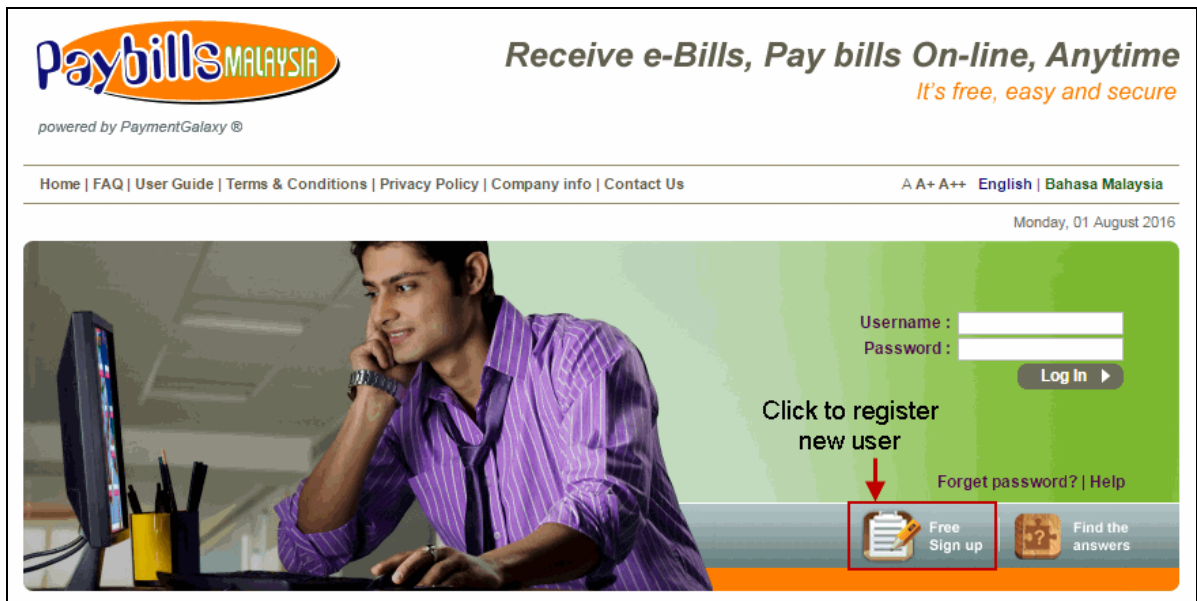 Paybills MALAYSIA
Receive e-Bills, Pay bills On-line, Anytime
It's free, easy and secure
powered by PaymentGalaxy ®
Home | FAQ | User Guide | Terms & Conditions | Privacy Policy | Company info | Contact Us
A A+ A++ English | Bahasa Malaysia
Monday, 01 August 2016
Username :
Password :
Log In
Click to register
new user
Forget password? | Help
Free
Sign up
Find the
answers